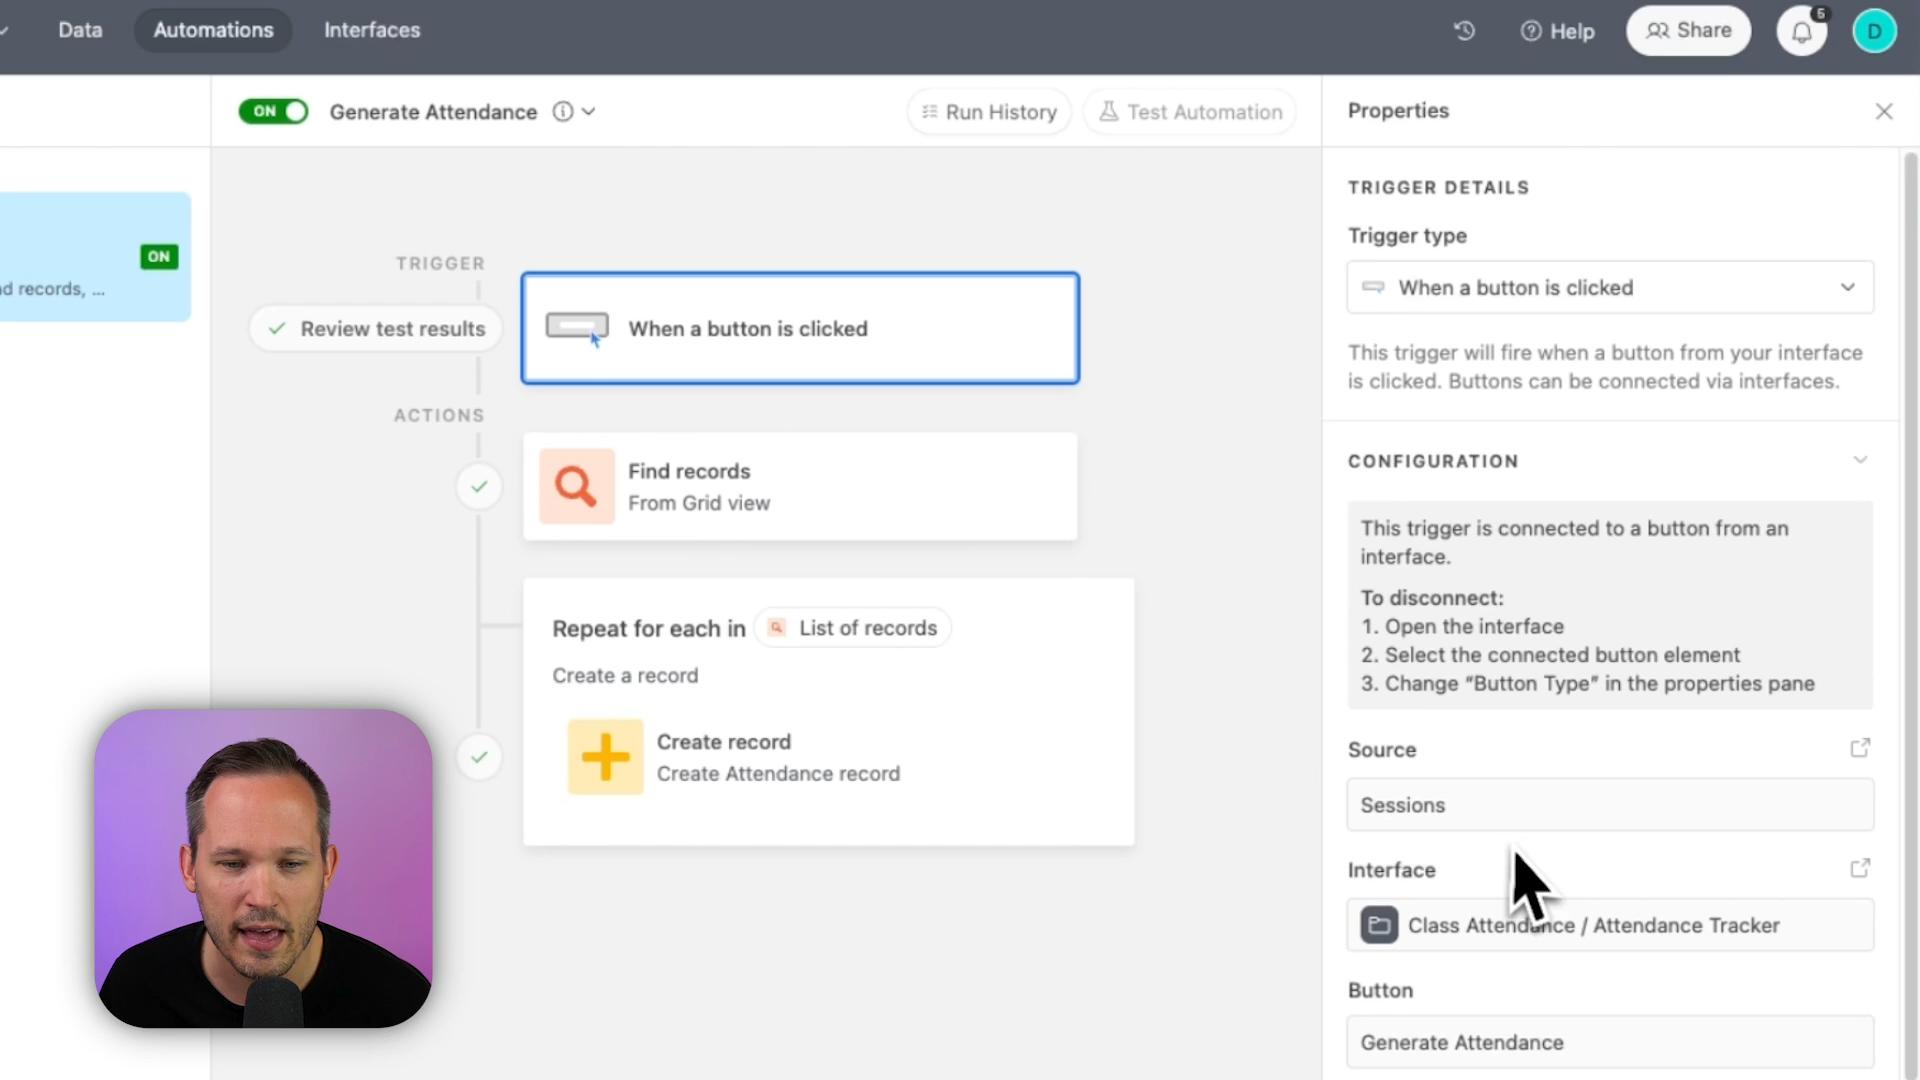 Data
Automations
Interfaces
Help
Share
5
D
ON
Generate Attendance
Run History
Test Automation
Properties
ON
nd records, ...
TRIGGER
Review test results
When a button is clicked
ACTIONS
Find records
From Grid view
Repeat for each in
List of records
Create a record
Create record
Create Attendance record
TRIGGER DETAILS
Trigger type
When a button is clicked
This trigger will fire when a button from your interface
is clicked. Buttons can be connected via interfaces.
CONFIGURATION
This trigger is connected to a button from an
interface.
To disconnect:
1. Open the interface
2. Select the connected button element
3. Change “Button Type” in the properties pane
Source
Sessions
Interface
Class Attendance / Attendance Tracker
Button
Generate Attendance